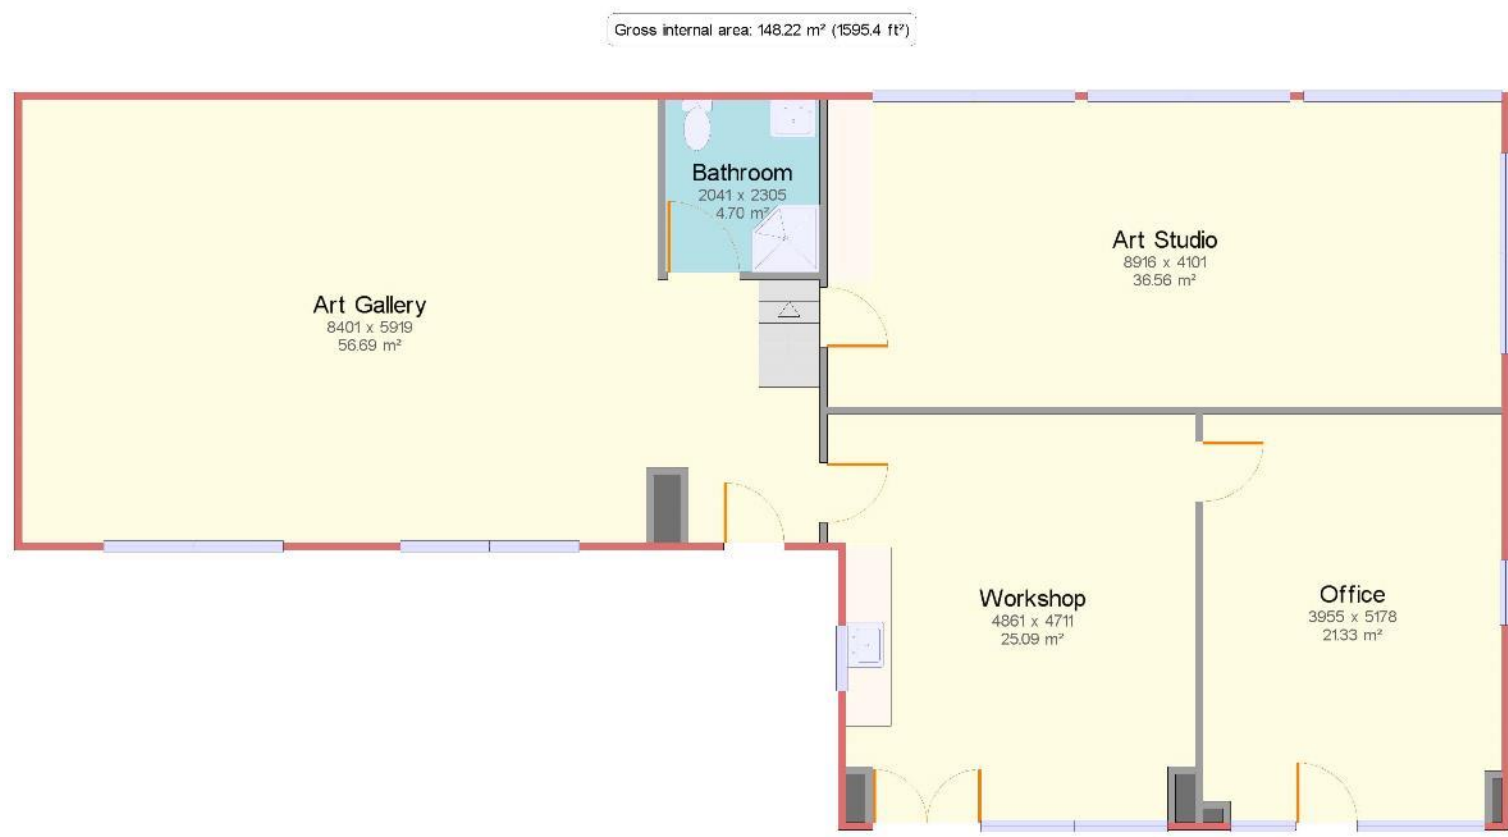 Gross internal area: 148.22 m² (1595.4 ft²)
Bathroom
2041 x 2305
4.70 m²
Art Studio
8916 x 4101
36.56 m²
Art Gallery
8401 x 5919
56.69 m²
Workshop
4861 x 4711
25.09 m²
Office
3955 x 5178
21.33 m²